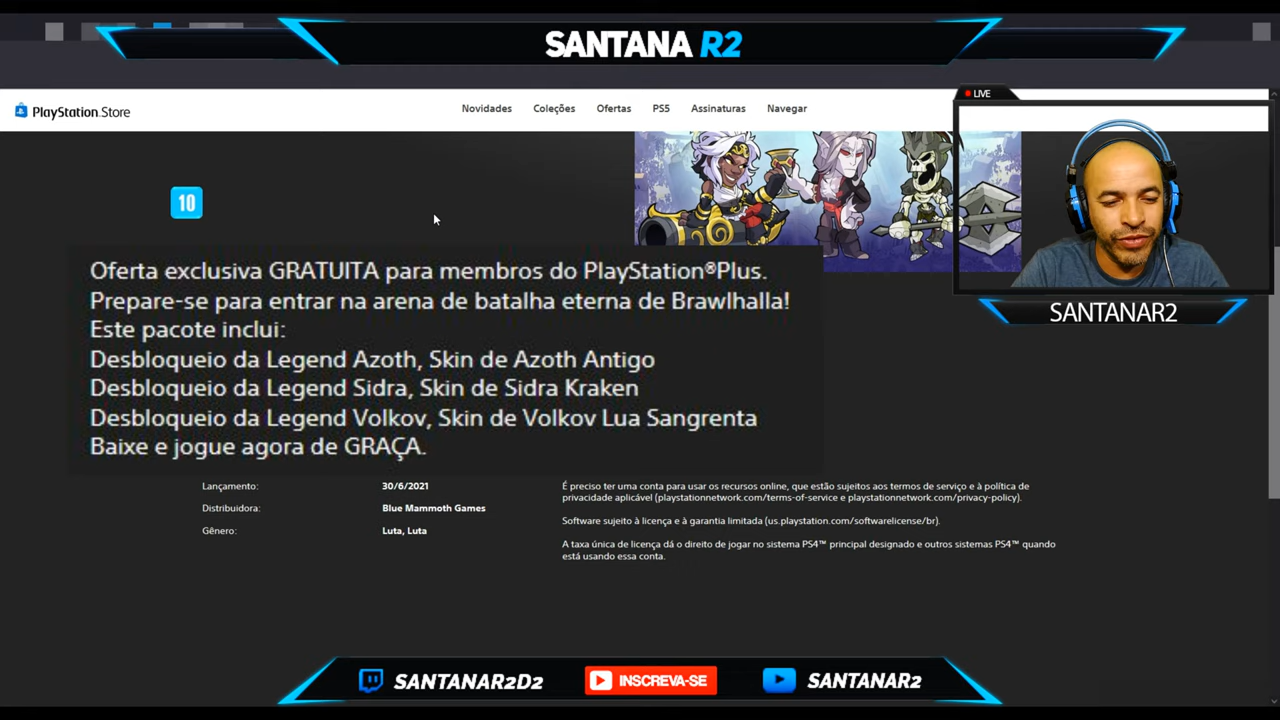 SANTANA R2
LIVE
PlayStation Store
Novidades Coleções Ofertas PS5 Assinaturas Navegar
10
SANTANAR2
Oferta exclusiva GRATUITA para membros do PlayStation®Plus.
Prepare-se para entrar na arena de batalha eterna de Brawlhalla!
Este pacote inclui:
Desbloqueio da Legend Azoth, Skin de Azoth Antigo
Desbloqueio da Legend Sidra, Skin de Sidra Kraken
Desbloqueio da Legend Volkov, Skin de Volkov Lua Sangrenta
Baixe e jogue agora de GRAÇA.
Lançamento: 30/6/2021
Distribuidora: Blue Mammoth Games
Gênero: Luta, Luta
É preciso ter uma conta para usar os recursos online, que estão sujeitos aos termos de serviço e à política de
privacidade aplicável (playstationnetwork.com/terms-of-service e playstationnetwork.com/privacy-policy).
Software sujeito à licença e à garantia limitada (us.playstation.com/softwarelicense/br).
A taxa única de licença dá o direito de jogar no sistema PS4™ principal designado e outros sistemas PS4™ quando
está usando essa conta.
SANTANAR2D2
INSCREVA-SE
SANTANAR2